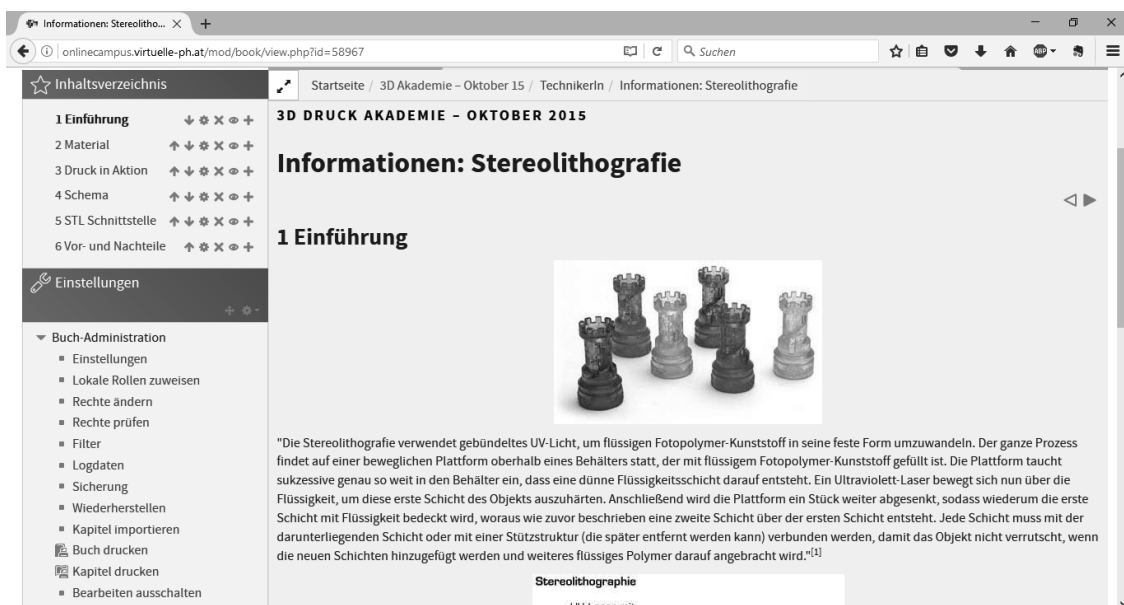 Informationen: Stereolitho...
onlinecampus.virtuelle-ph.at/mod/book/view.php?id=58967
Suchen
ABP
Inhaltsverzeichnis
1 Einführung
2 Material
3 Druck in Aktion
4 Schema
5 STL Schnittstelle
6 Vor- und Nachteile
Einstellungen
Buch-Administration
Einstellungen
Lokale Rollen zuweisen
Rechte ändern
Rechte prüfen
Filter
Logdaten
Sicherung
Wiederherstellen
Kapitel importieren
Buch drucken
Kapitel drucken
Bearbeiten ausschalten
Startseite / 3D Akademie – Oktober 15 / TechnikerIn / Informationen: Stereolithografie
3D DRUCK AKADEMIE – OKTOBER 2015
Informationen: Stereolithografie
1 Einführung
"Die Stereolithografie verwendet gebündeltes UV-Licht, um flüssigen Fotopolymer-Kunststoff in seine feste Form umzuwandeln. Der ganze Prozess
findet auf einer beweglichen Plattform oberhalb eines Behälters statt, der mit flüssigem Fotopolymer-Kunststoff gefüllt ist. Die Plattform taucht
sukzessive genau so weit in den Behälter ein, dass eine dünne Flüssigkeitsschicht darauf entsteht. Ein Ultraviolett-Laser bewegt sich nun über die
Flüssigkeit, um diese erste Schicht des Objekts auszuhärten. Anschließend wird die Plattform ein Stück weiter abgesenkt, sodass wiederum die erste
Schicht mit Flüssigkeit bedeckt wird, woraus wie zuvor beschrieben eine zweite Schicht über der ersten Schicht entsteht. Jede Schicht muss mit der
darunterliegenden Schicht oder mit einer Stützstruktur (die später entfernt werden kann) verbunden werden, damit das Objekt nicht verrutscht, wenn
die neuen Schichten hinzugefügt werden und weiteres flüssiges Polymer darauf angebracht wird."[1]
Stereolithographie